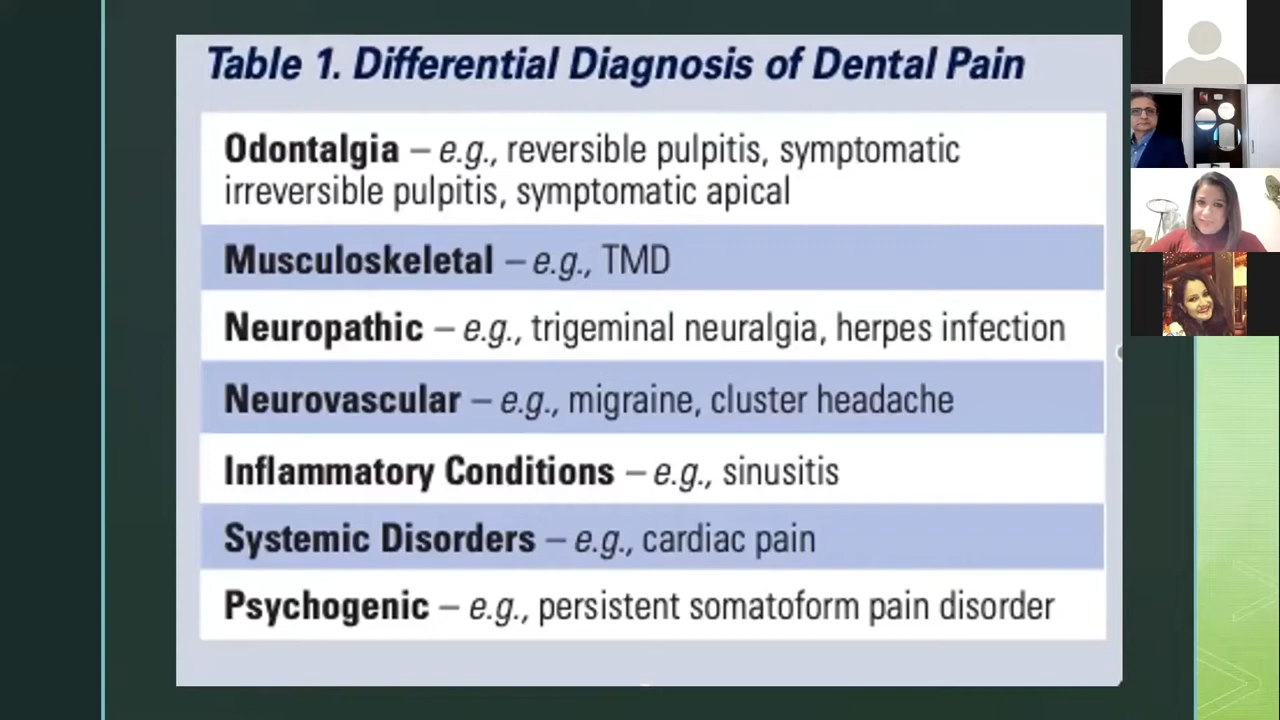 Table 1. Differential Diagnosis of Dental Pain
Odontalgia – e.g., reversible pulpitis, symptomatic
irreversible pulpitis, symptomatic apical
Musculoskeletal – e.g., TMD
Neuropathic – e.g., trigeminal neuralgia, herpes infection
Neurovascular – e.g., migraine, cluster headache
Inflammatory Conditions – e.g., sinusitis
Systemic Disorders – e.g., cardiac pain
Psychogenic – e.g., persistent somatoform pain disorder